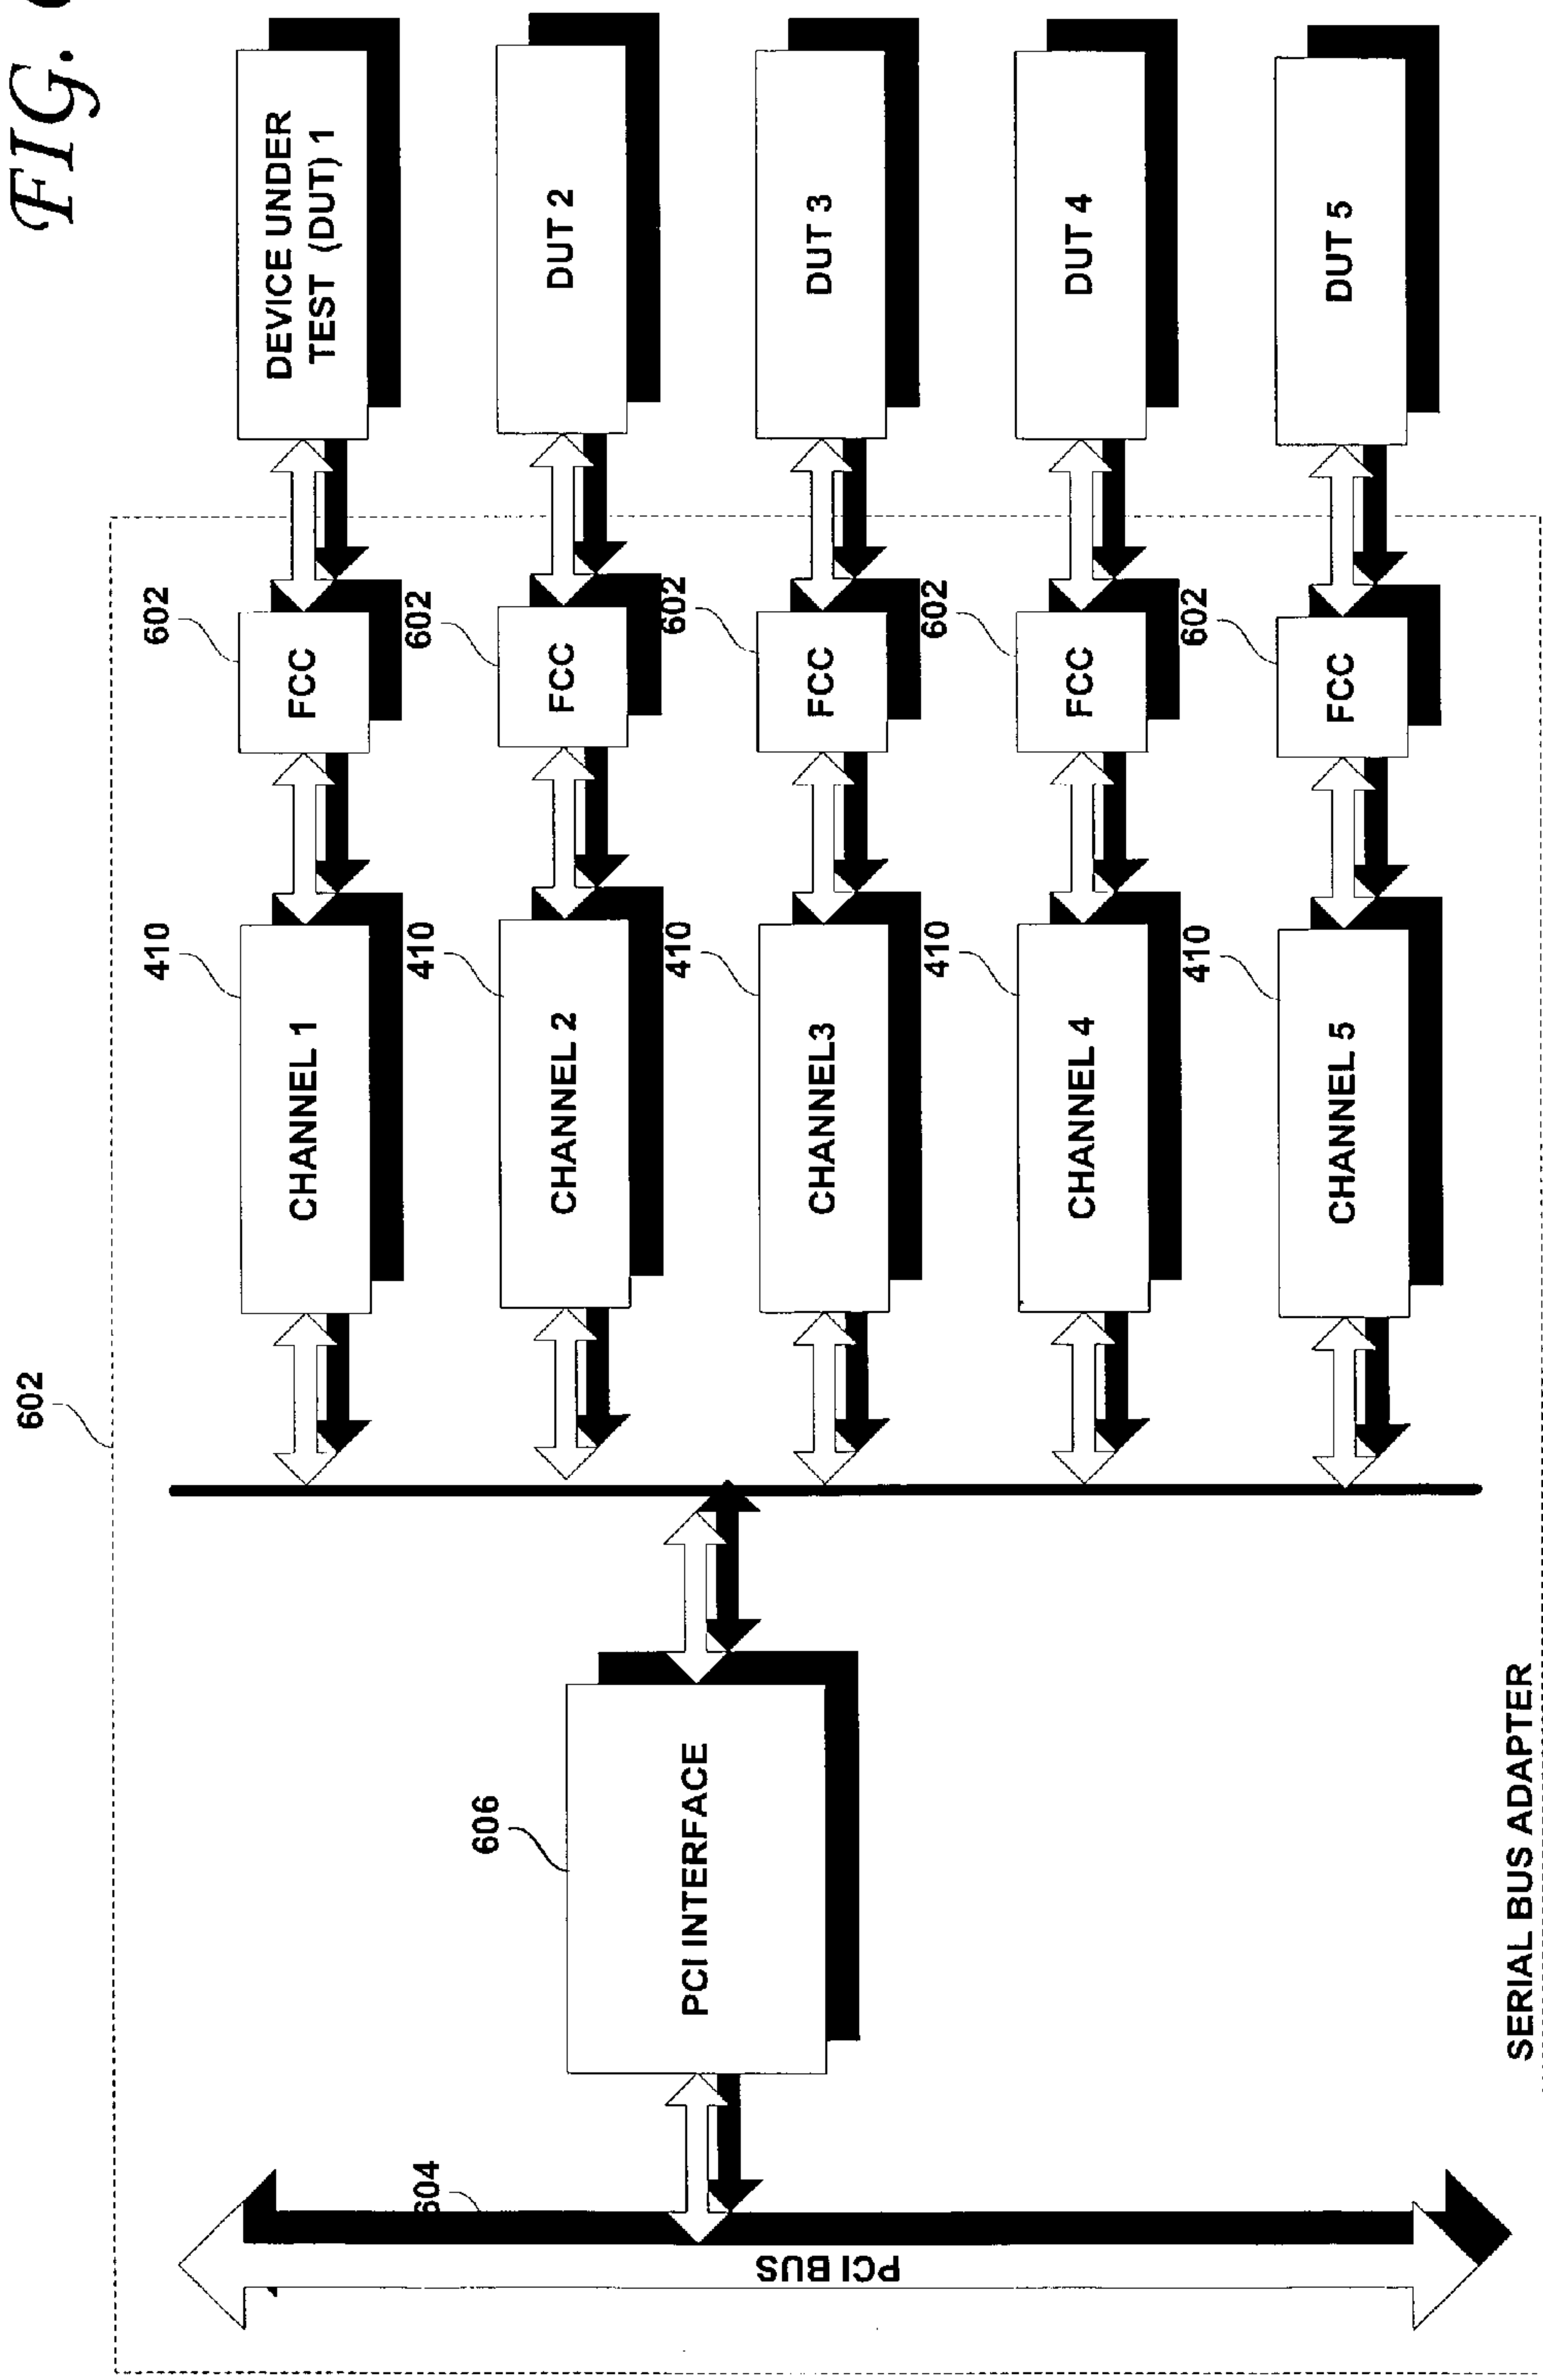 FIG.
602
DEVICE UNDER
TEST (DUT) 1
602
FCC
410
CHANNEL 1
DUT 2
602
FCC
410
CHANNEL 2
DUT 3
602
FCC
410
CHANNEL3
DUT 4
602
FCC
410
CHANNEL 4
DUT 5
602
FCC
410
CHANNEL 5
606
PCI INTERFACE
604
PCI BUS
SERIAL BUS ADAPTER